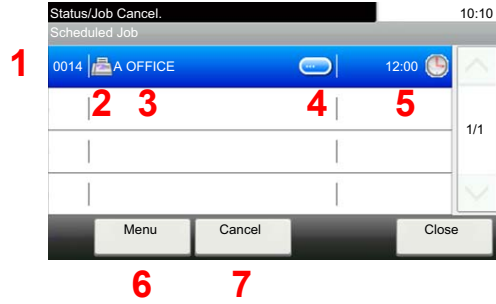 Status/Job Cancel. 10:10
Scheduled Job
1 0014 A OFFICE ... 12:00
2 3 4 5
1/1
Menu Cancel Close
6 7